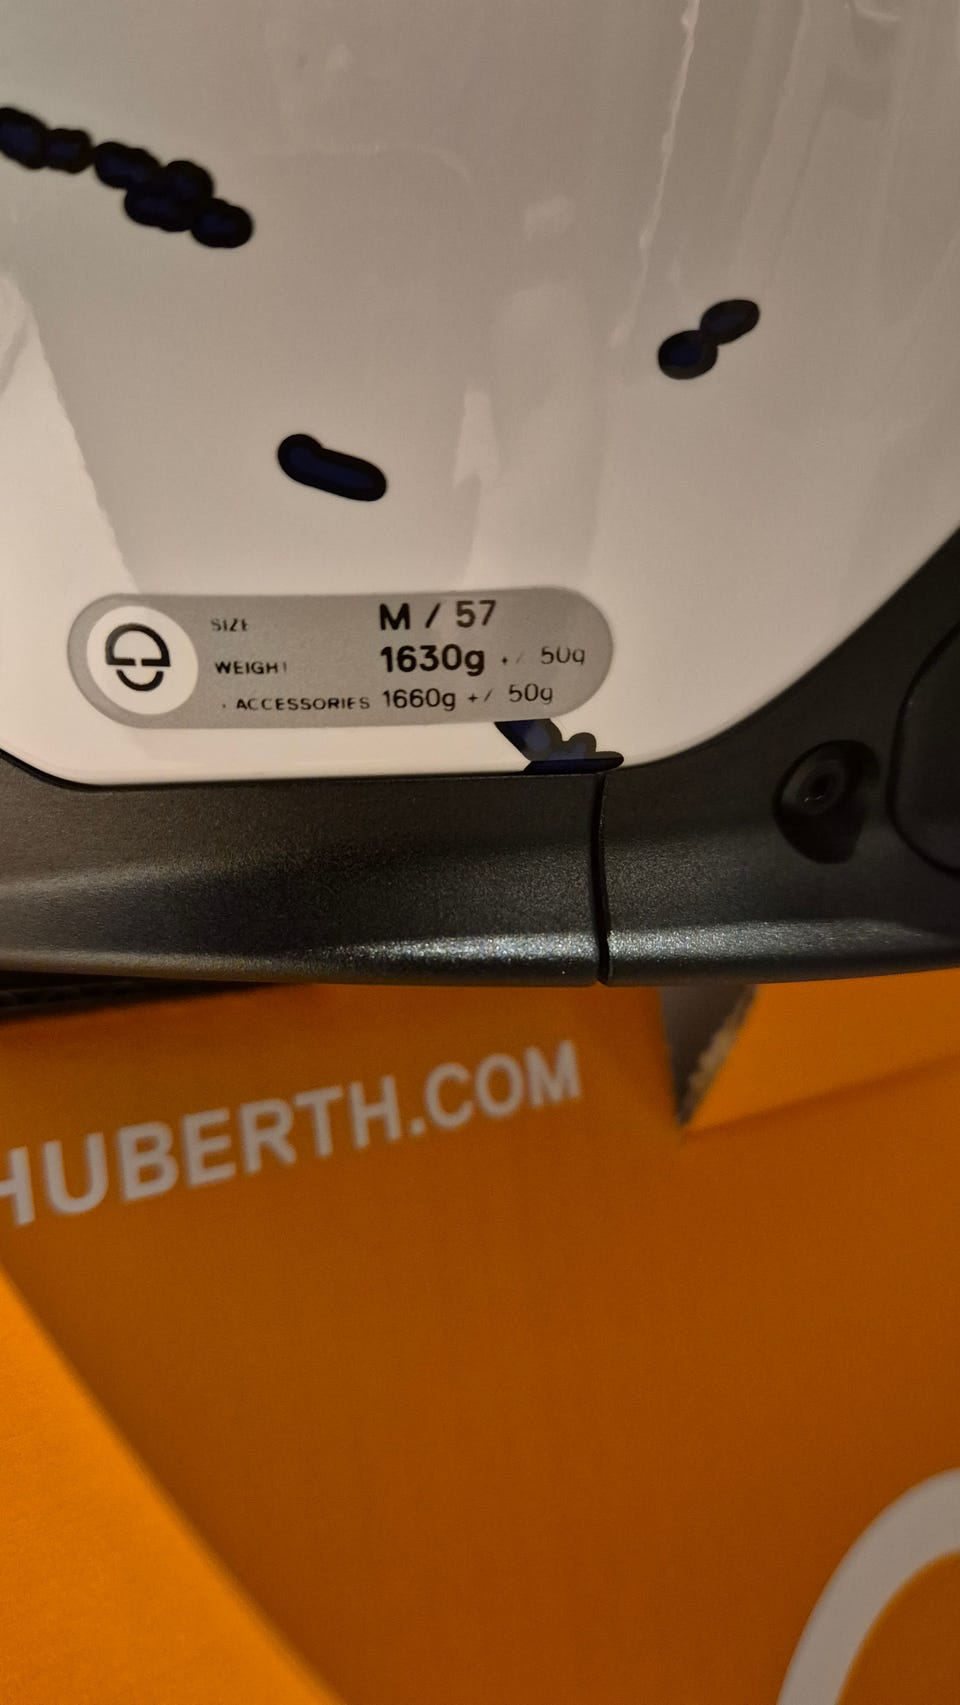 SIZE M / 57
WEIGHT 1630g +/ 50g
+ ACCESSORIES 1660g +/ 50g
HUBERTH.COM